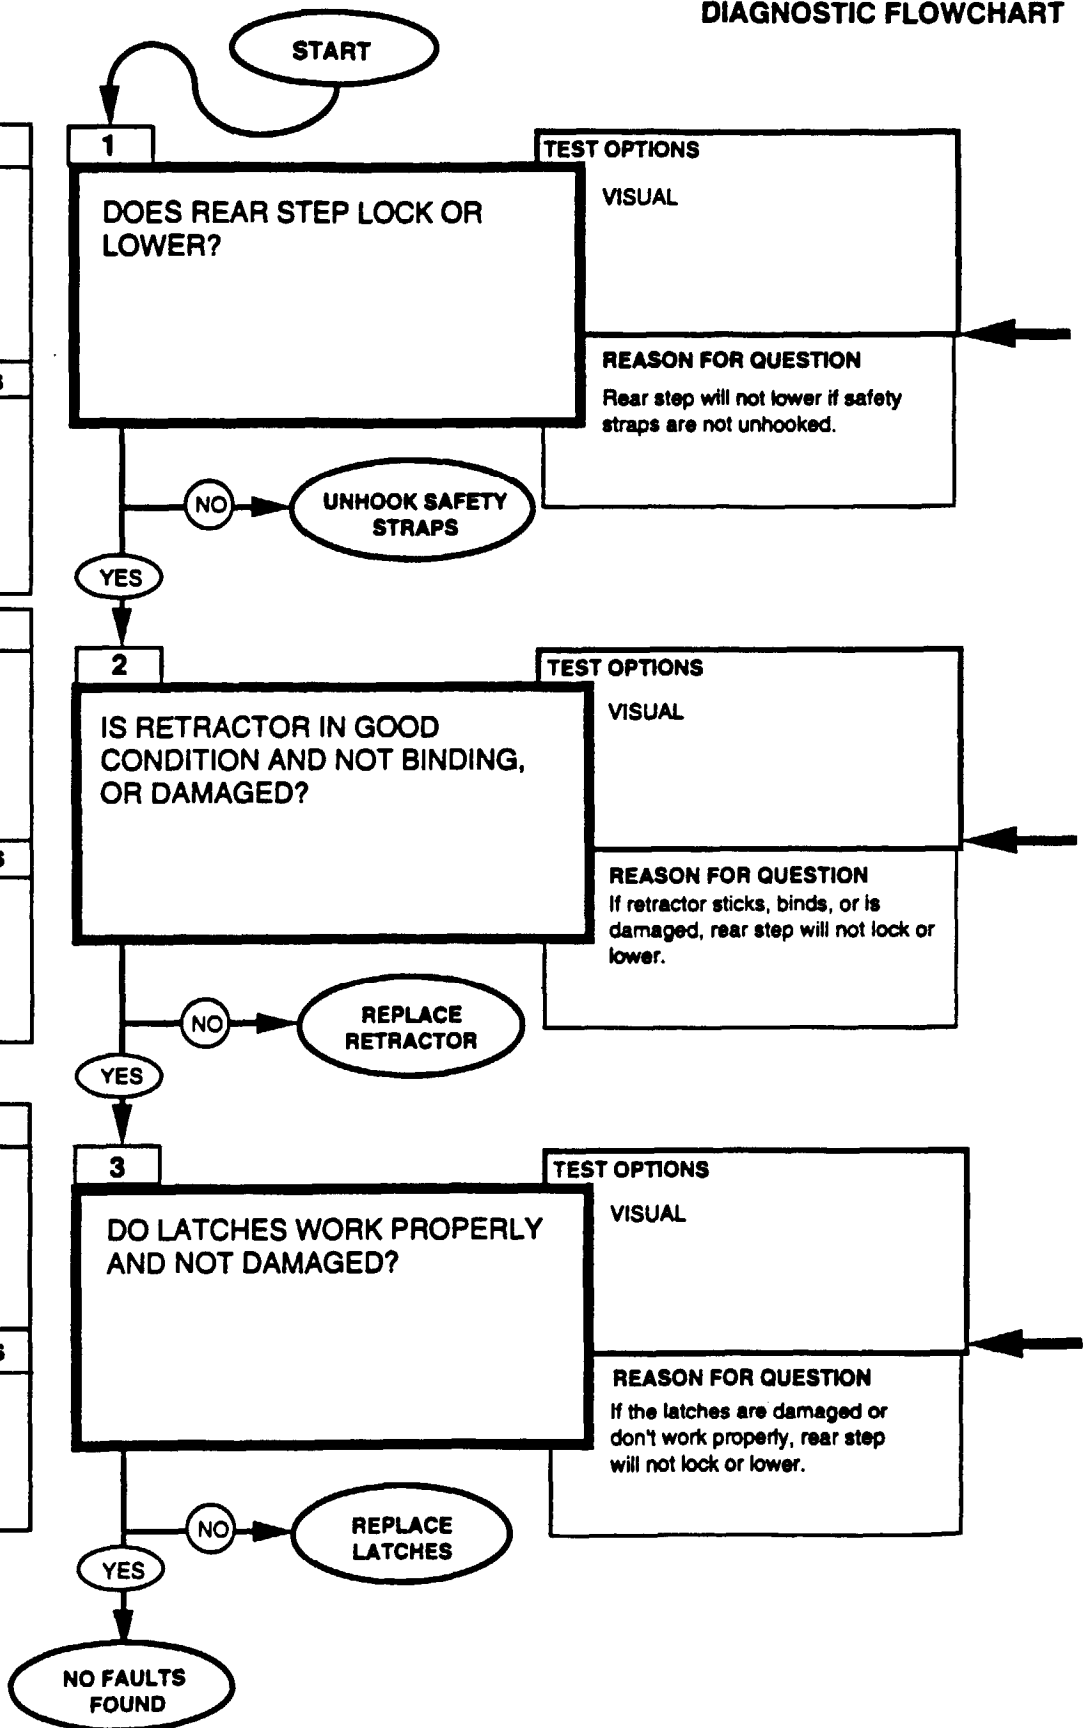 DIAGNOSTIC FLOWCHART
START
1
DOES REAR STEP LOCK OR
LOWER?
TEST OPTIONS
VISUAL
REASON FOR QUESTION
Rear step will not lower if safety
straps are not unhooked.
NO
UNHOOK SAFETY
STRAPS
YES
2
IS RETRACTOR IN GOOD
CONDITION AND NOT BINDING,
OR DAMAGED?
TEST OPTIONS
VISUAL
REASON FOR QUESTION
If retractor sticks, binds, or is
damaged, rear step will not lock or
lower.
NO
REPLACE
RETRACTOR
YES
3
DO LATCHES WORK PROPERLY
AND NOT DAMAGED?
TEST OPTIONS
VISUAL
REASON FOR QUESTION
If the latches are damaged or
don't work properly, rear step
will not lock or lower.
NO
REPLACE
LATCHES
YES
NO FAULTS
FOUND